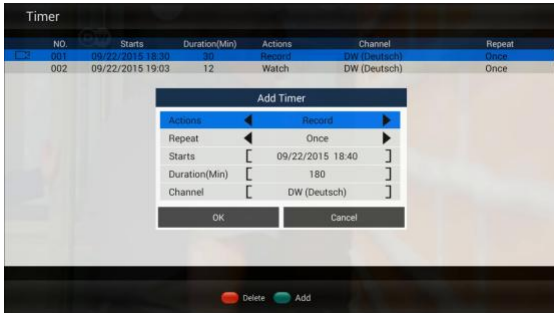 Timer
NO. Starts Duration(Min) Actions Channel Repeat
001 09/22/2015 18:30 30 Record DW (Deutsch) Once
002 09/22/2015 19:03 12 Watch DW (Deutsch) Once
Add Timer
Actions Record
Repeat Once
Starts [ 09/22/2015 18:40 ]
Duration(Min) [ 180 ]
Channel [ DW (Deutsch) ]
OK Cancel
Delete Add